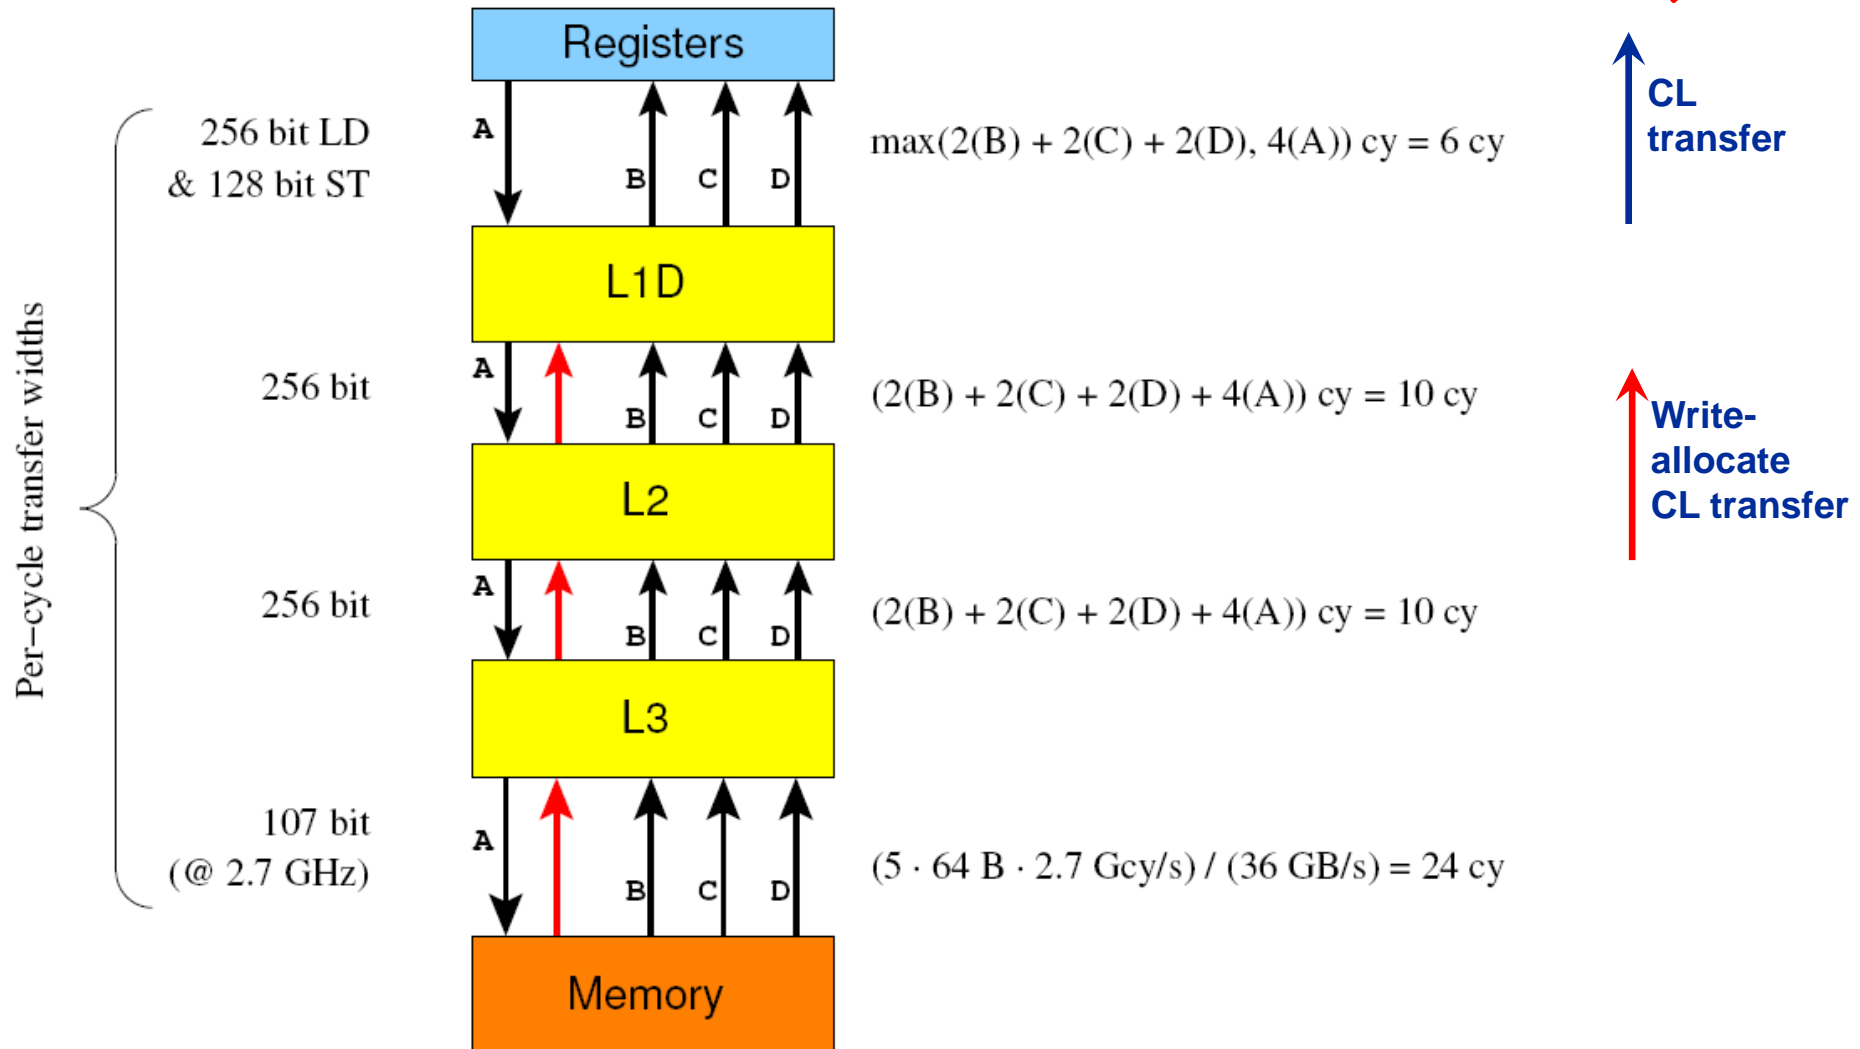 Registers
A
B
C
D
256 bit LD
& 128 bit ST
max(2(B) + 2(C) + 2(D), 4(A)) cy = 6 cy
CL
transfer
L1D
Per-cycle transfer widths
A
B
C
D
256 bit
(2(B) + 2(C) + 2(D) + 4(A)) cy = 10 cy
Write-
allocate
CL transfer
L2
A
B
C
D
256 bit
(2(B) + 2(C) + 2(D) + 4(A)) cy = 10 cy
L3
A
B
C
D
107 bit
(@ 2.7 GHz)
(5 · 64 B · 2.7 Gcy/s) / (36 GB/s) = 24 cy
Memory